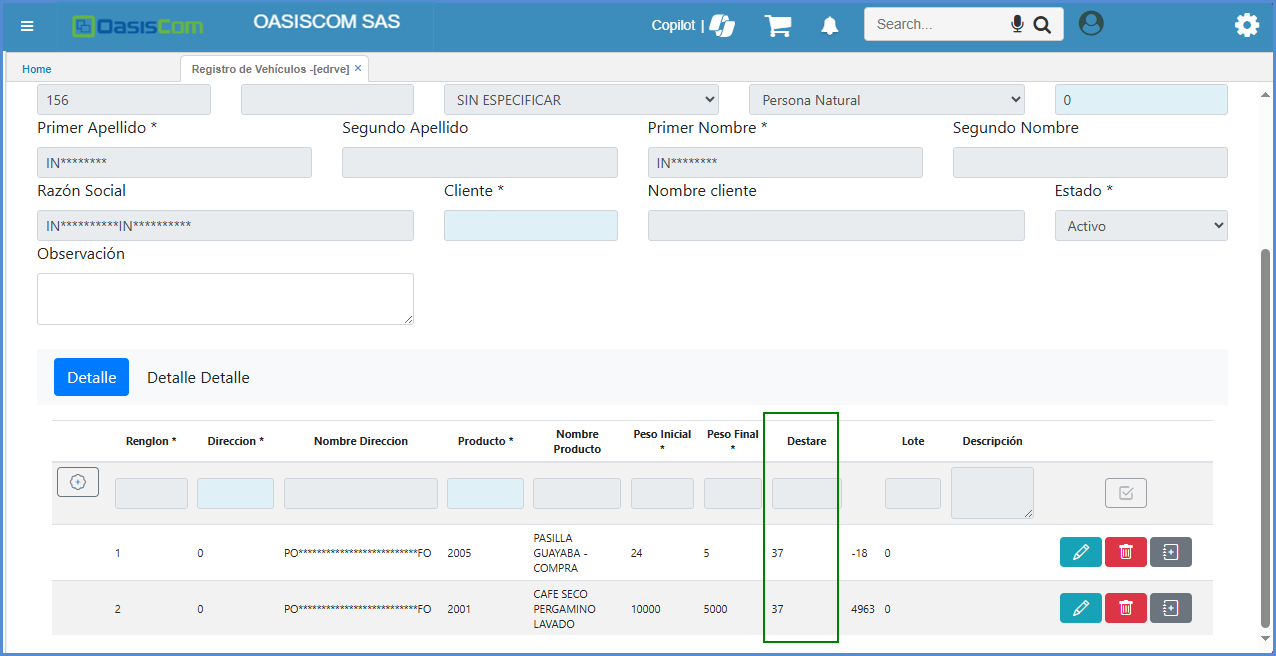 OasisCom
OASISCOM SAS
Copilot |
Search...
Home
Registro de Vehículos -[edrve] ×
156
SIN ESPECIFICAR
Persona Natural
0
Primer Apellido *
Segundo Apellido
Primer Nombre *
Segundo Nombre
IN********
IN********
Razón Social
Cliente *
Nombre cliente
Estado *
IN**********IN**********
Activo
Observación
Detalle
Detalle Detalle
Renglon *
Direccion *
Nombre Direccion
Producto *
Nombre
Producto
Peso Inicial
*
Peso Final
*
Destare
Lote
Descripción
1
0
PO**************************FO
2005
PASILLA
GUAYABA -
COMPRA
24
5
37
-18
0
2
0
PO**************************FO
2001
CAFE SECO
PERGAMINO
LAVADO
10000
5000
37
4963
0